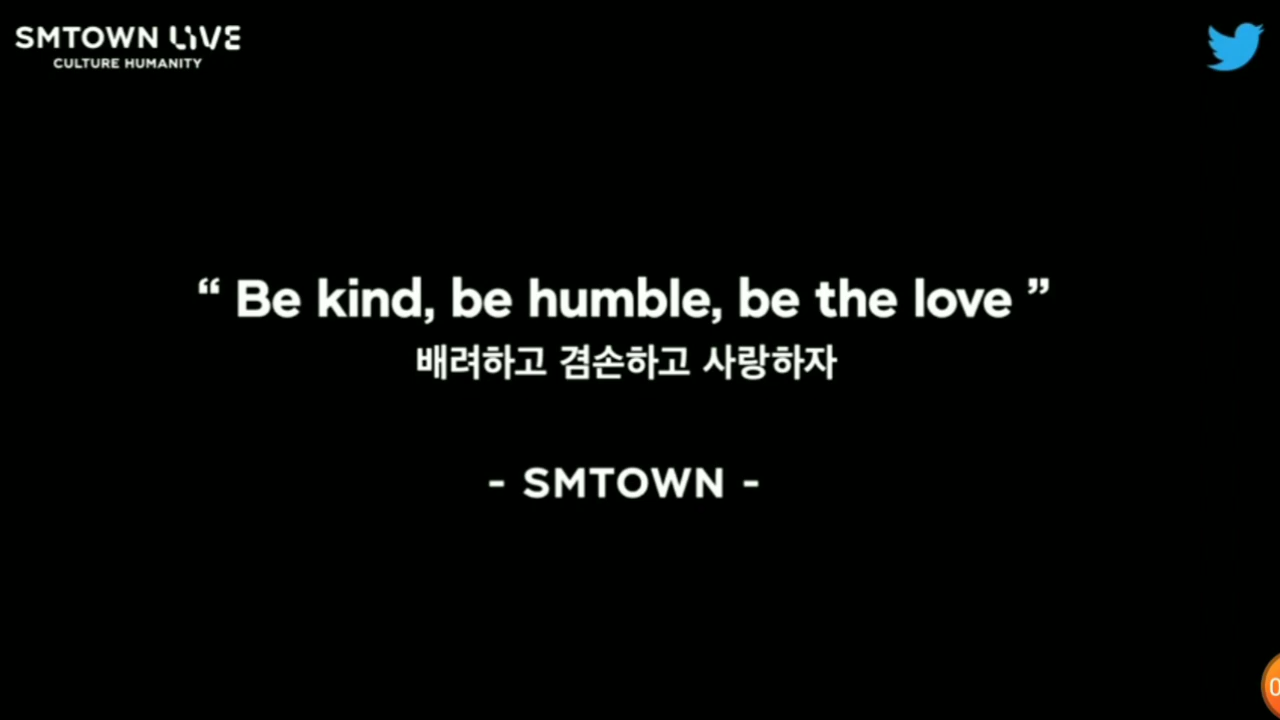 SMTOWN LIVE
CULTURE HUMANITY
“ Be kind, be humble, be the love ”
배려하고 겸손하고 사랑하자
- SMTOWN -
0